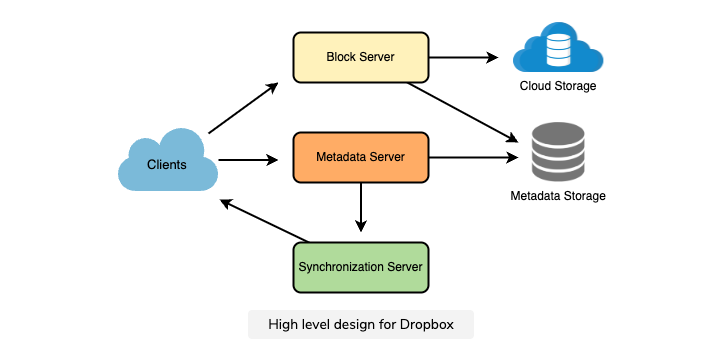 Block Server
Cloud Storage
Clients
Metadata Server
Metadata Storage
Synchronization Server
High level design for Dropbox